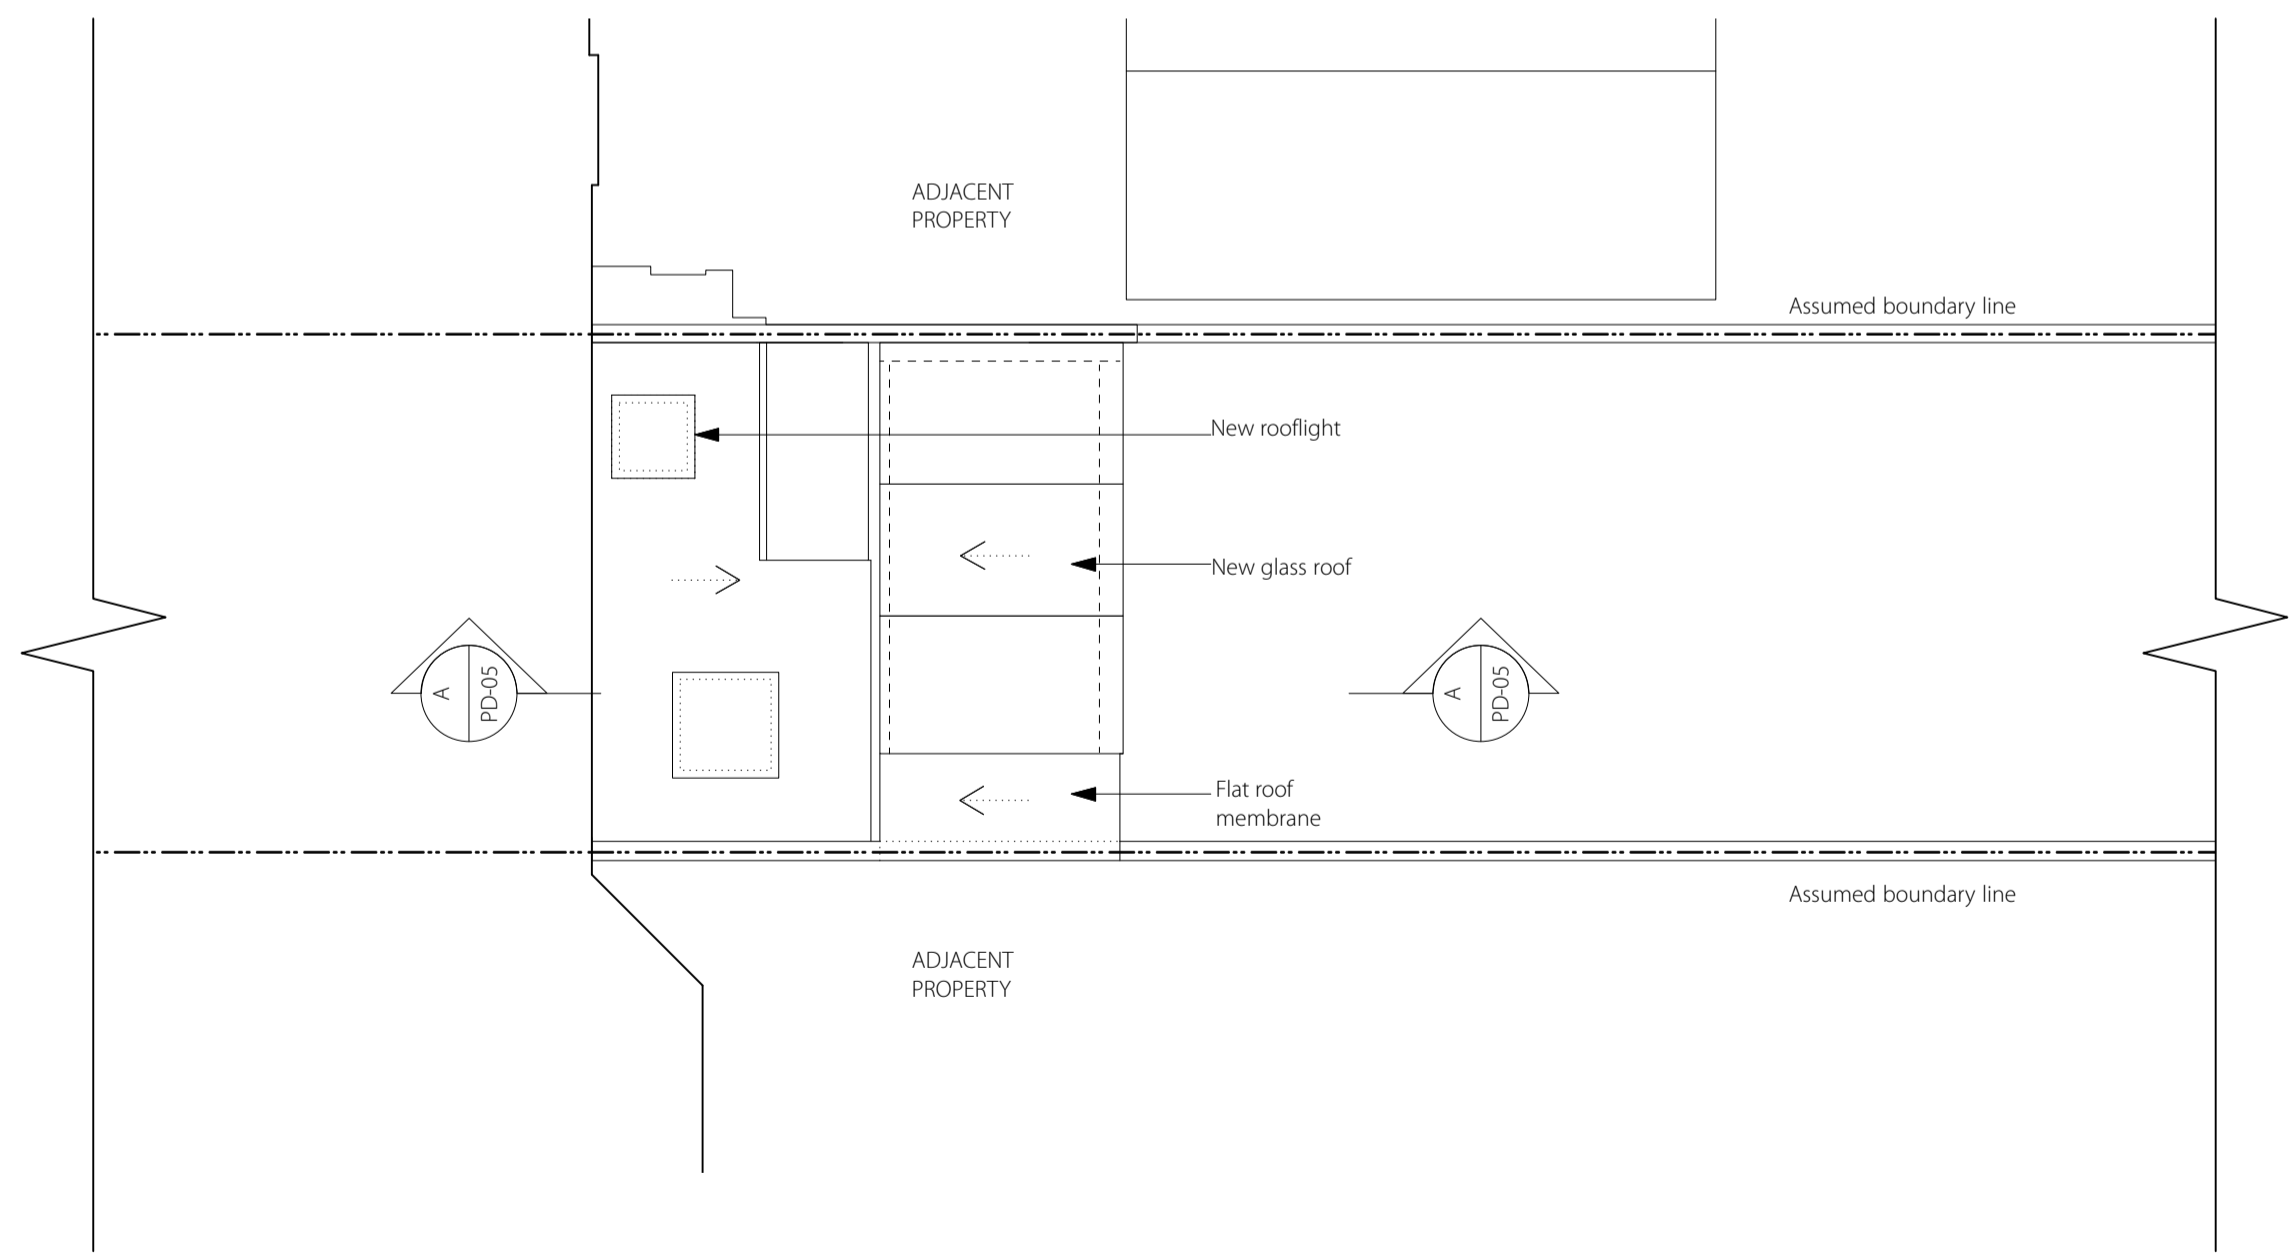 ADJACENT
PROPERTY
Assumed boundary line
New rooflight
New glass roof
A
PD-05
A
PD-05
Flat roof
membrane
Assumed boundary line
ADJACENT
PROPERTY